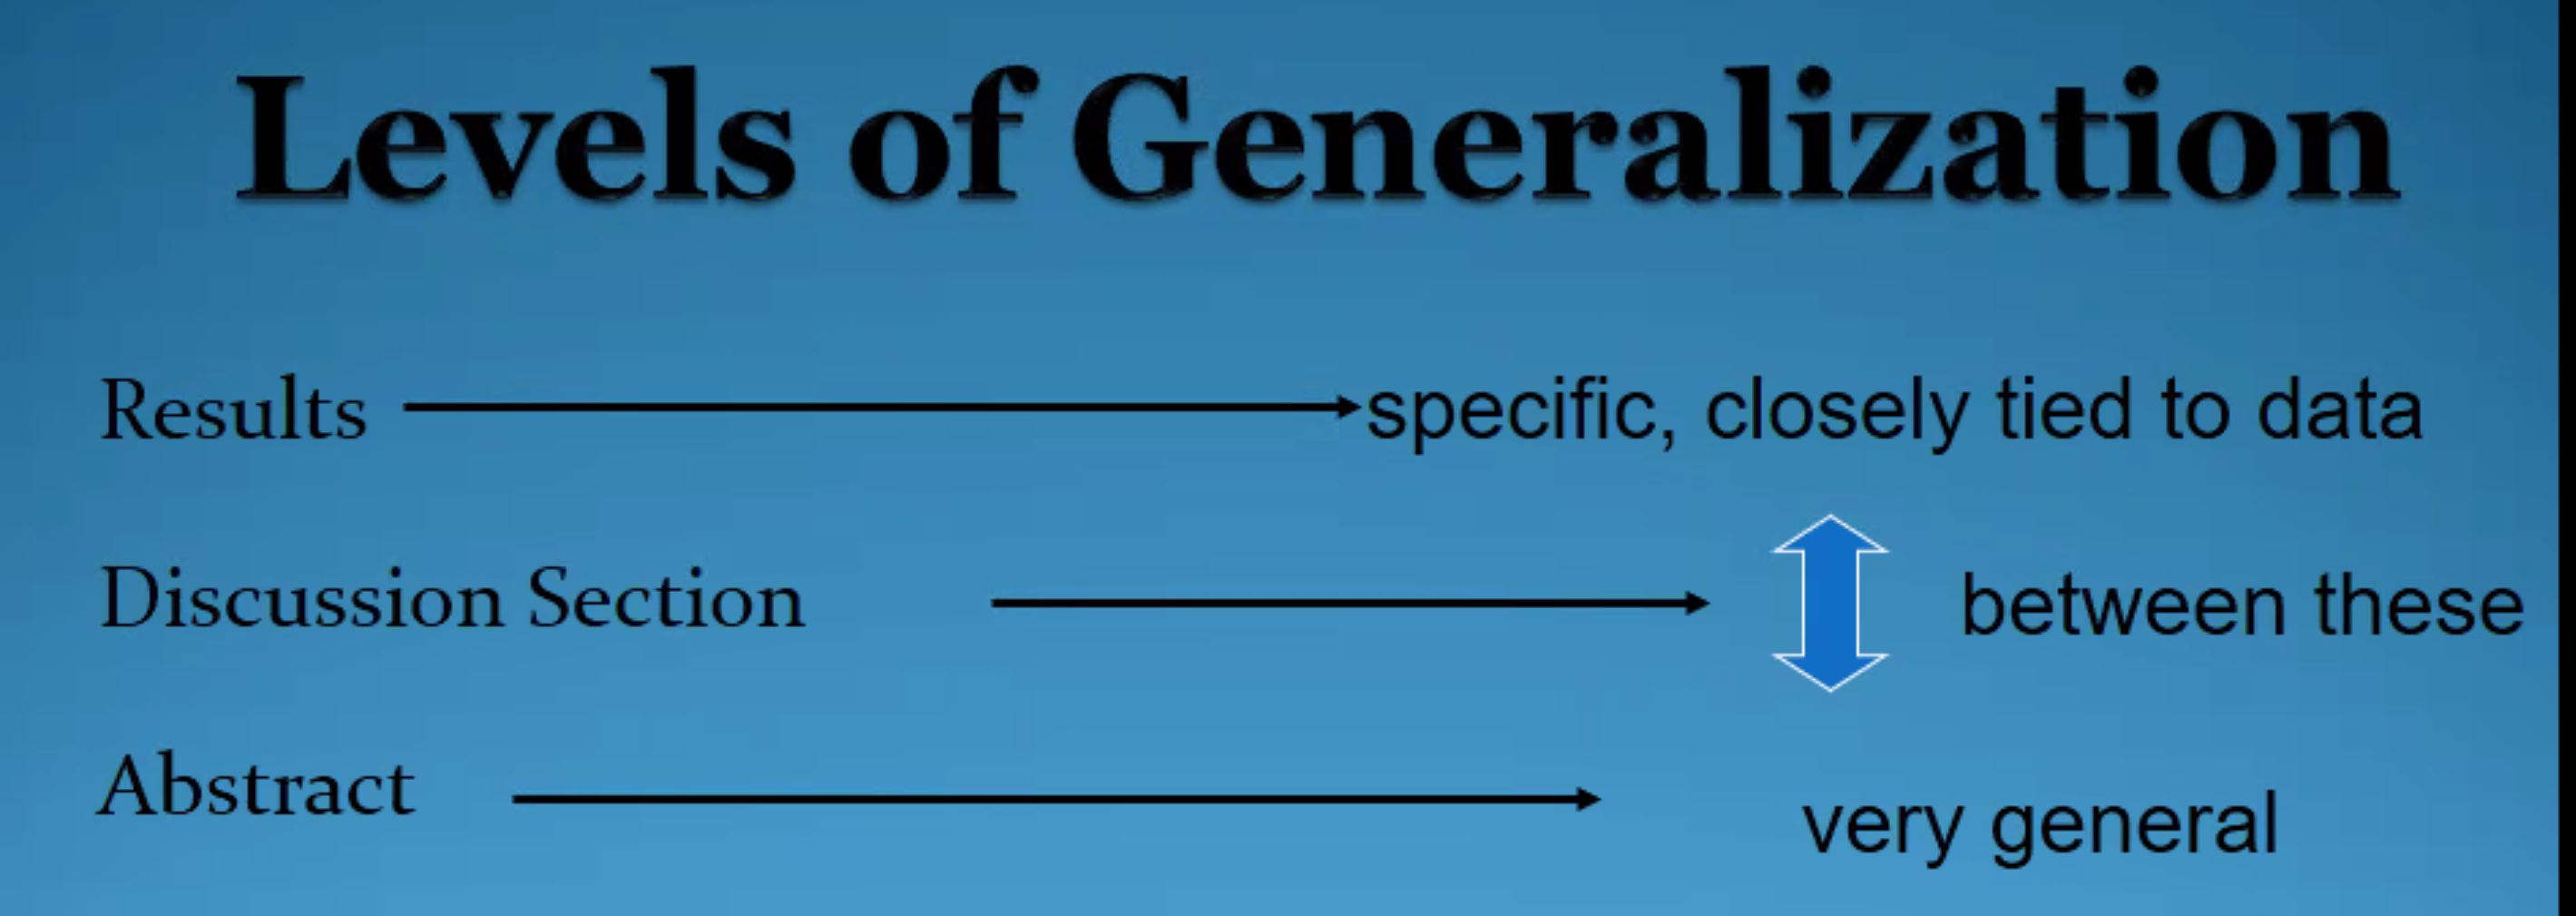 Levels of Generalization
Results specific, closely tied to data
Discussion Section between these
Abstract very general